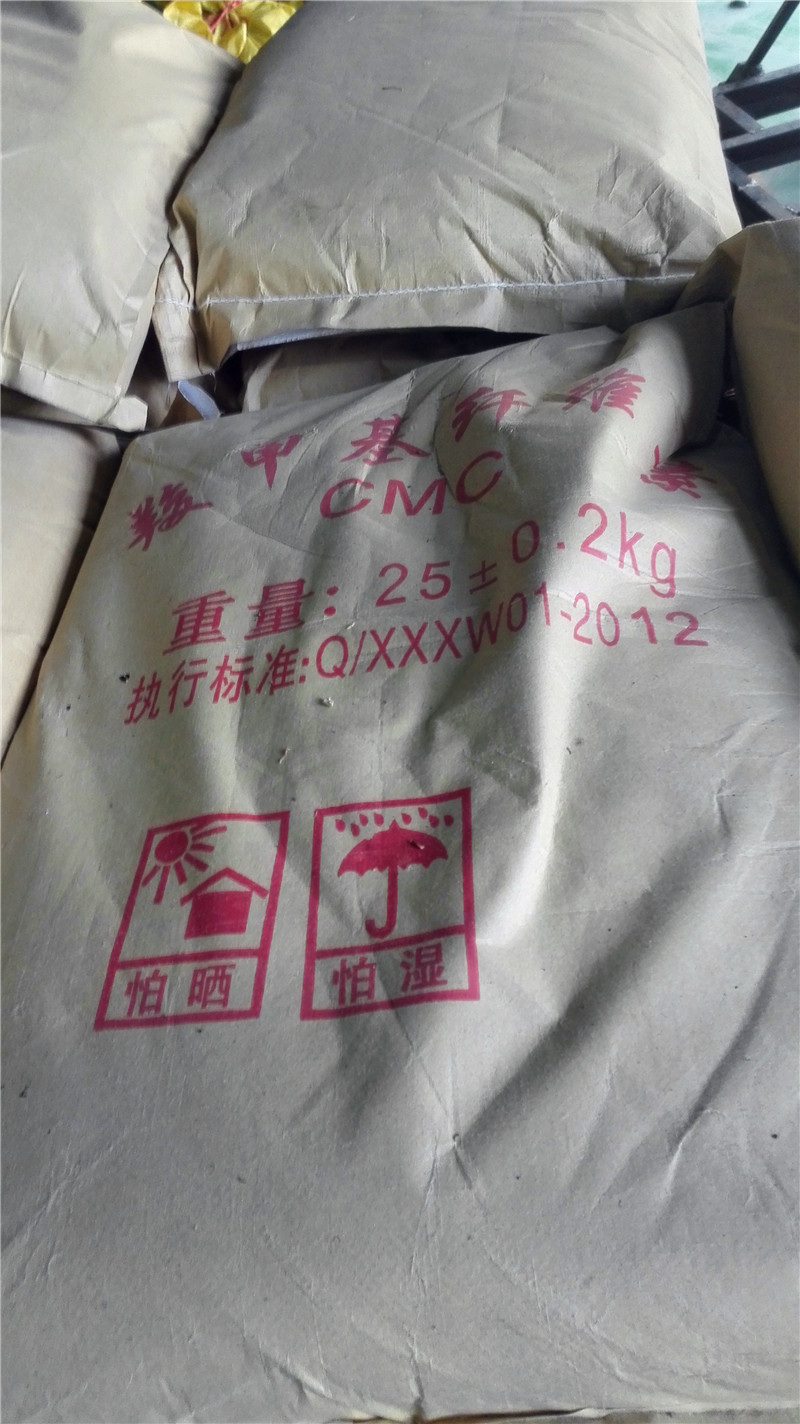 羧甲基纤维素
CMC
重量：25±0.2kg
执行标准:Q/XXXW01-2012
怕晒
怕湿